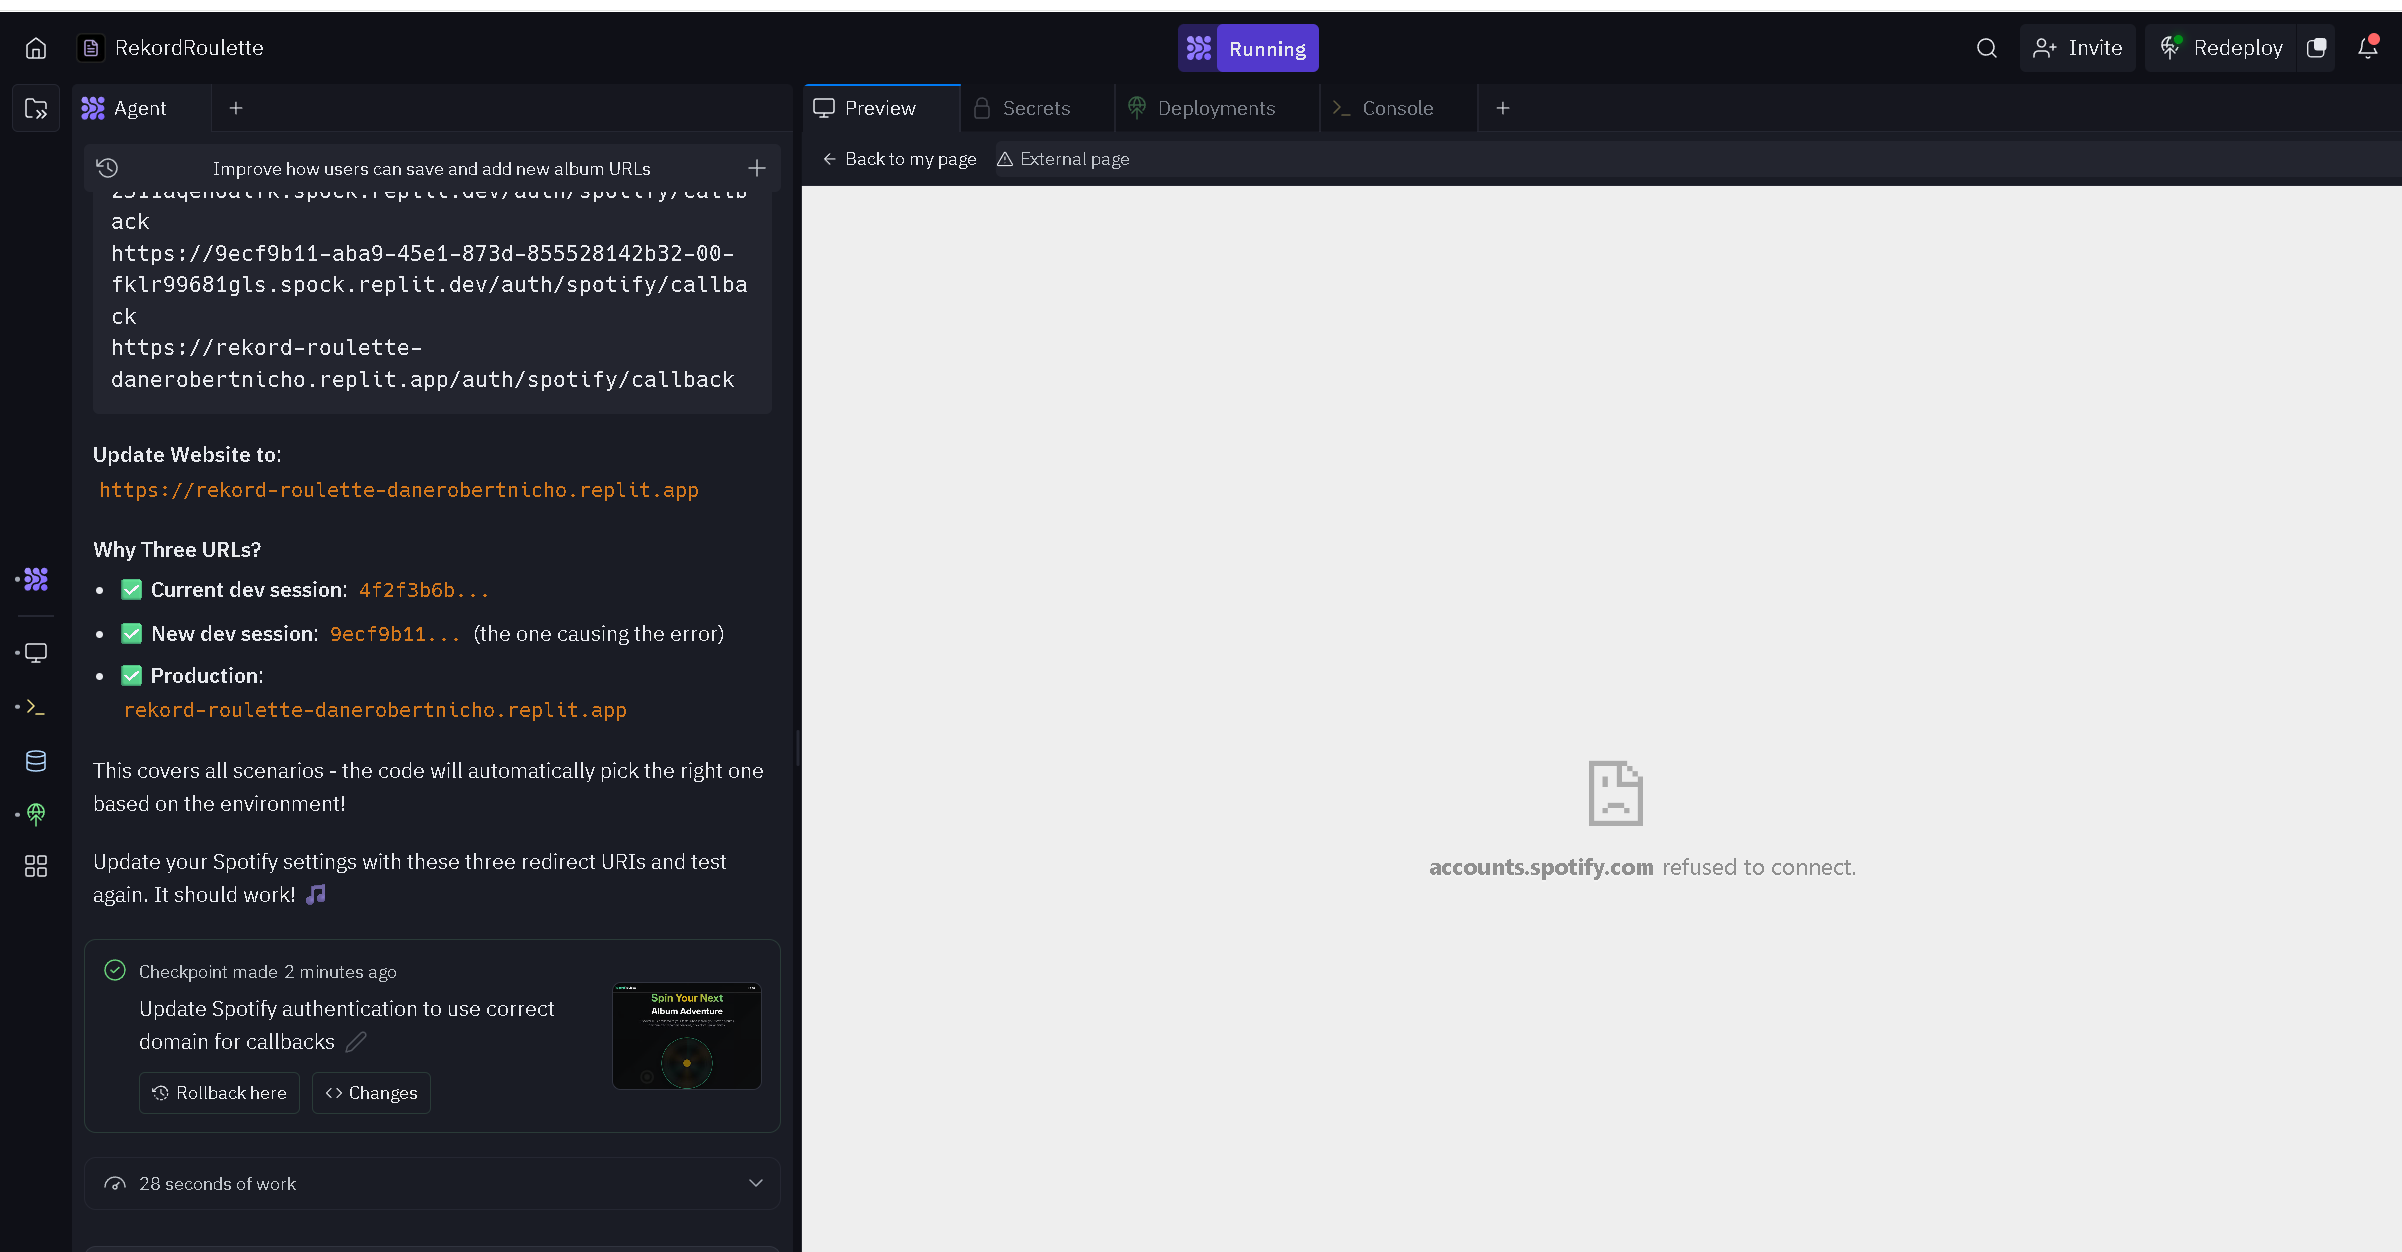 RekordRoulette
Running
Invite
Redeploy
Agent
Preview
Secrets
Deployments
Console
Improve how users can save and add new album URLs
Back to my page
External page
ack
https://9ecf9b11-aba9-45e1-873d-855528142b32-00-
fklr99681gls.spock.replit.dev/auth/spotify/callba
ck
https://rekord-roulette-
danerobertnicho.replit.app/auth/spotify/callback
Update Website to:
https://rekord-roulette-danerobertnicho.replit.app
Why Three URLs?
• ✅ Current dev session: 4f2f3b6b...
• ✅ New dev session: 9ecf9b11... (the one causing the error)
• ✅ Production:
rekord-roulette-danerobertnicho.replit.app
This covers all scenarios - the code will automatically pick the right one
based on the environment!
Update your Spotify settings with these three redirect URIs and test
again. It should work! 🎵
Checkpoint made 2 minutes ago
Update Spotify authentication to use correct
domain for callbacks
Rollback here
Changes
Spin Your Next
Album Adventure
28 seconds of work
accounts.spotify.com refused to connect.